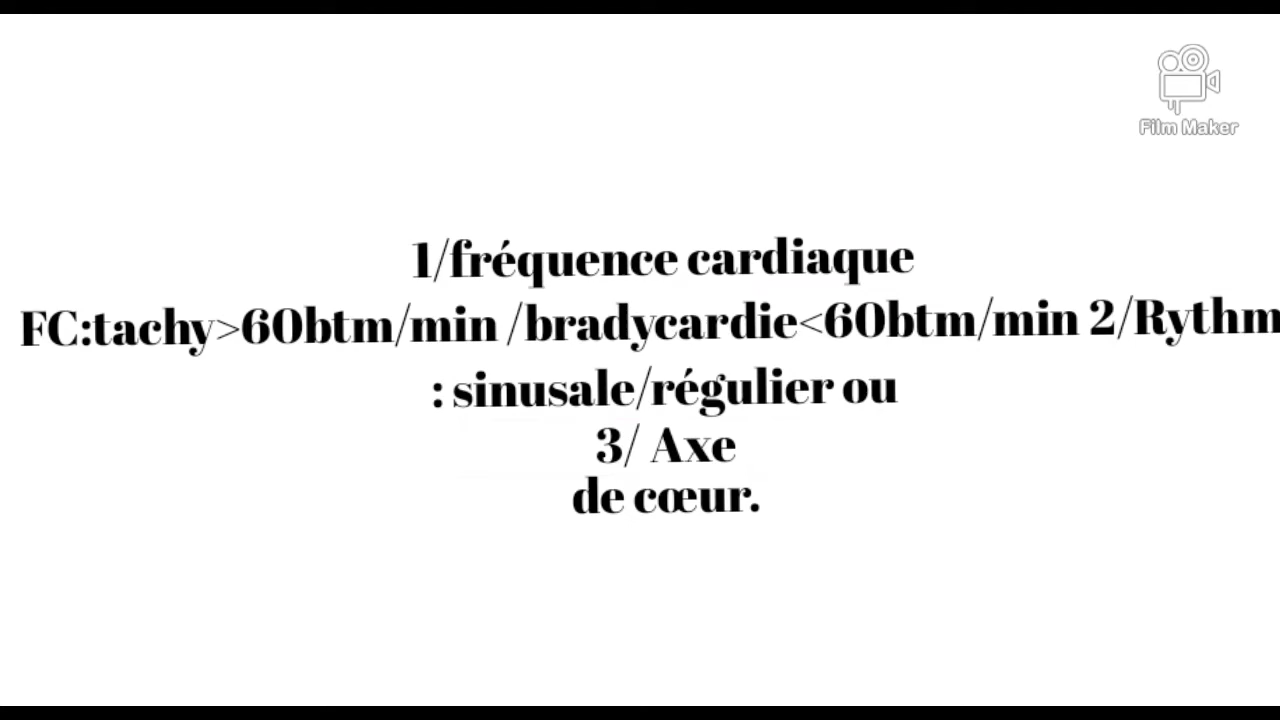 Film Maker
1/fréquence cardiaque
FC:tachy>60btm/min /bradycardie<60btm/min 2/Rythm
: sinusale/régulier ou
3/ Axe
de cœur.